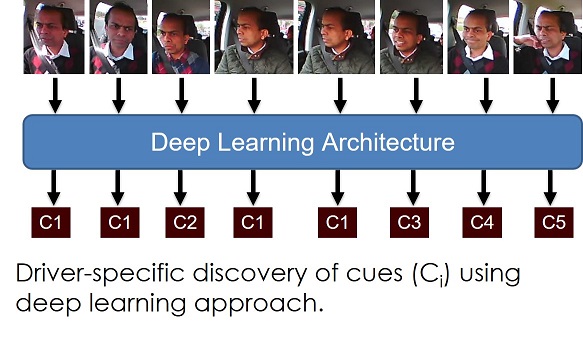 Deep Learning Architecture
C1 C1 C2 C1 C1 C3 C4 C5
Driver-specific discovery of cues (Ci) using
deep learning approach.